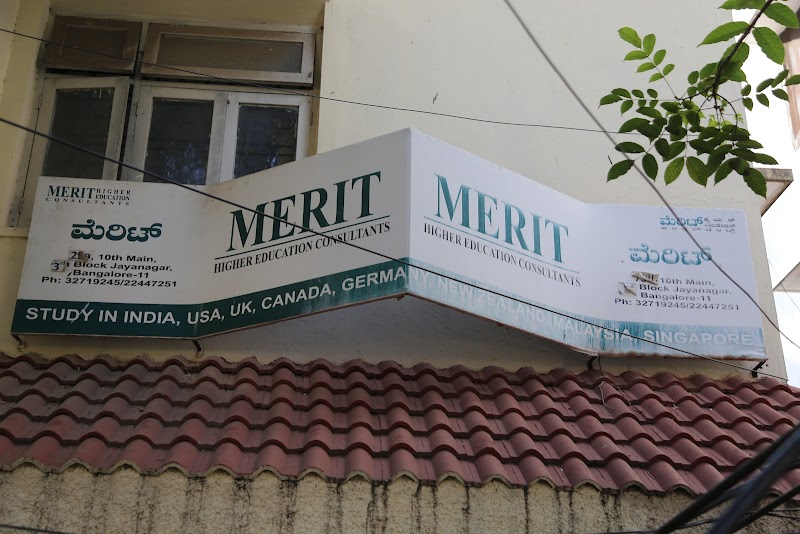 MERIT HIGHER
EDUCATION
CONSULTANTS
ಮೆರಿಟ್
10th Main,
Block Jayanagar,
Bangalore-11
Ph: 32719245/22447251
MERIT
HIGHER EDUCATION CONSULTANTS
STUDY IN INDIA, USA, UK, CANADA, GERMANY, NEW ZEALAND, MALAYSIA, SINGAPORE
MERIT
HIGHER EDUCATION CONSULTANTS
ಮೆರಿಟ್
ಮೆರಿಟ್
10th Main,
Block Jayanagar,
Bangalore-11
Ph: 32719245/22447251